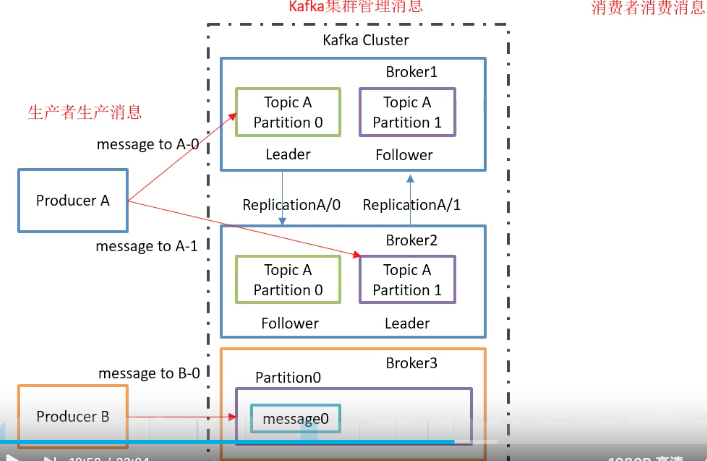 Kafka集群管理消息
消费者消费消息
Kafka Cluster
Broker1
Topic A
Partition 0
Topic A
Partition 1
生产者生产消息
message to A-0
Leader
Follower
Producer A
ReplicationA/0
ReplicationA/1
message to A-1
Broker2
Topic A
Partition 0
Topic A
Partition 1
Follower
Leader
message to B-0
Broker3
Partition0
Producer B
message0